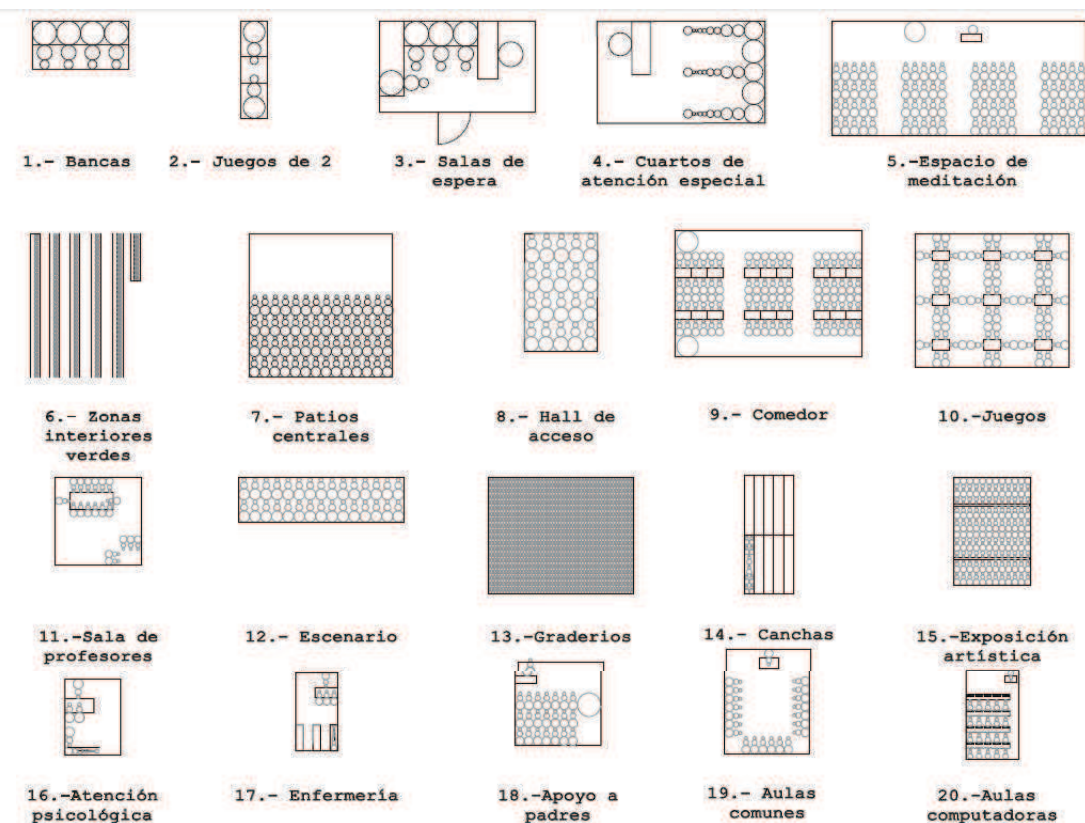 1.- Bancas
2.- Juegos de 2
3.- Salas de
espera
4.- Cuartos de
atención especial
5.-Espacio de
meditación
6.- Zonas
interiores
verdes
7.- Patios
centrales
8.- Hall de
acceso
9.- Comedor
10.-Juegos
11.-Sala de
profesores
12.- Escenario
13.-Graderios
14.- Canchas
15.-Exposición
artística
16.-Atención
psicológica
17.- Enfermería
18.-Apoyo a
padres
19.- Aulas
comunes
20.-Aulas
computadoras